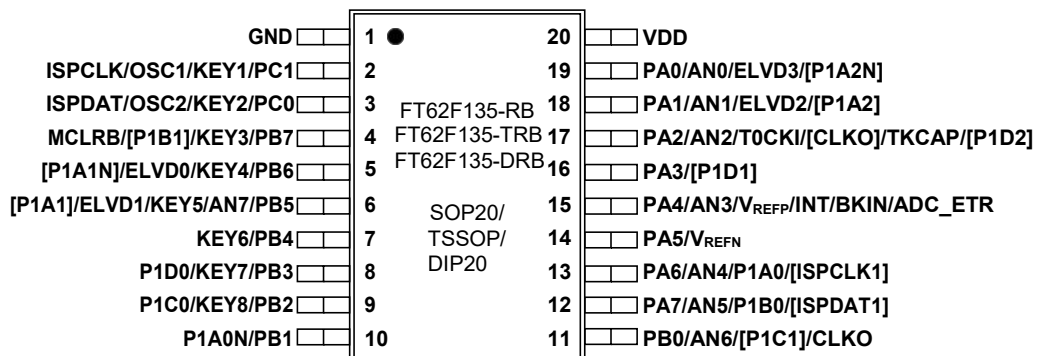 GND 1 20 VDD
ISPCLK/OSC1/KEY1/PC1 2 19 PA0/AN0/ELVD3/[P1A2N]
ISPDAT/OSC2/KEY2/PC0 3 FT62F135-RB 18 PA1/AN1/ELVD2/[P1A2]
MCLRB/[P1B1]/KEY3/PB7 4 FT62F135-TRB 17 PA2/AN2/T0CKI/[CLKO]/TKCAP/[P1D2]
[P1A1N]/ELVD0/KEY4/PB6 5 FT62F135-DRB 16 PA3/[P1D1]
[P1A1]/ELVD1/KEY5/AN7/PB5 6 SOP20/ 15 PA4/AN3/VREFP/INT/BKIN/ADC_ETR
KEY6/PB4 7 TSSOP/ 14 PA5/VREFN
P1D0/KEY7/PB3 8 DIP20 13 PA6/AN4/P1A0/[ISPCLK1]
P1C0/KEY8/PB2 9 12 PA7/AN5/P1B0/[ISPDAT1]
P1A0N/PB1 10 11 PB0/AN6/[P1C1]/CLKO